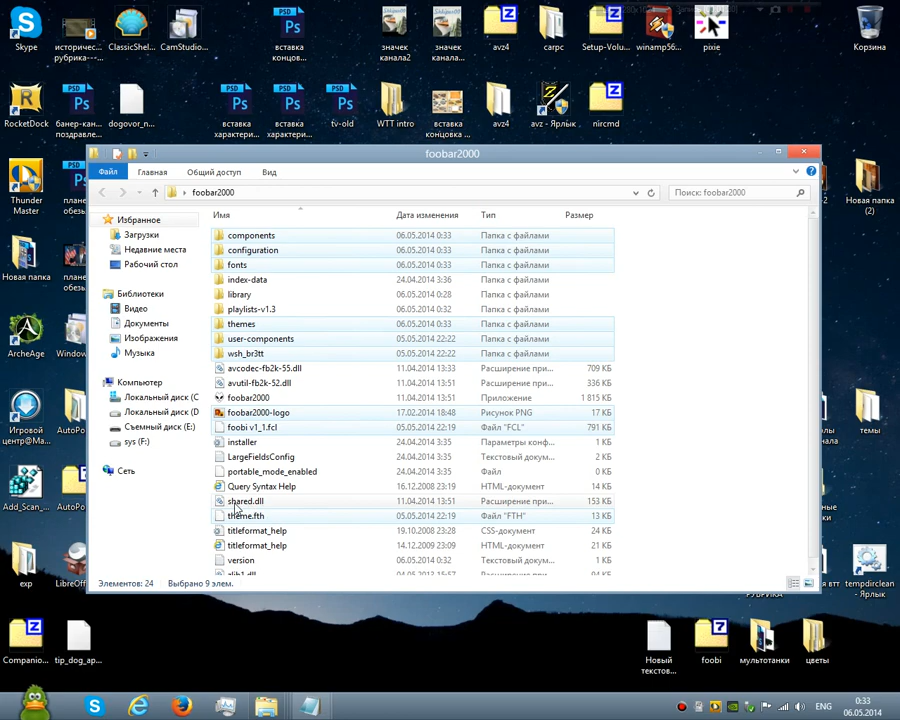 Skype
историчес...
рубрика---...
ClassicShel...
CamStudio...
PSD
вставка
концов...
значек
канала2
значек
канала...
avz4
carpc
Setup-Volu...
winamp56...
pixie
Корзина
RocketDock
PSD
банер-кан...
поздравле...
dogovor_n...
PSD
вставка
характери...
PSD
вставка
характери...
PSD
tv-old
WTT intro
вставка
концовка ...
avz4
avz - Ярлык
nircmd
foobar2000
Файл
Главная
Общий доступ
Вид
foobar2000
Поиск: foobar2000
Thunder
Master
PSD
Новая папка
(2)
Избранное
Загрузки
Недавние места
Рабочий стол
Библиотеки
Видео
Документы
Изображения
Музыка
Компьютер
Локальный диск (C
Локальный диск (D
Съемный диск (E:)
sys (F:)
Сеть
Имя
Дата изменения
Тип
Размер
components 06.05.2014 0:33 Папка с файлами
configuration 06.05.2014 0:33 Папка с файлами
fonts 06.05.2014 0:33 Папка с файлами
index-data 24.04.2014 3:36 Папка с файлами
library 06.05.2014 0:28 Папка с файлами
playlists-v1.3 06.05.2014 0:32 Папка с файлами
themes 06.05.2014 0:33 Папка с файлами
user-components 05.05.2014 22:22 Папка с файлами
wsh_br3tt 05.05.2014 22:22 Папка с файлами
avcodec-fb2k-55.dll 11.04.2014 13:33 Расширение при... 709 КБ
avutil-fb2k-52.dll 11.04.2014 13:51 Расширение при... 336 КБ
foobar2000 11.04.2014 13:51 Приложение 1 815 КБ
foobar2000-logo 17.02.2014 18:48 Рисунок PNG 17 КБ
foobi v1_1.fcl 05.05.2014 22:19 Файл "FCL" 791 КБ
installer 24.04.2014 3:35 Параметры конф... 1 КБ
LargeFieldsConfig 24.04.2014 3:35 Текстовый докум... 2 КБ
portable_mode_enabled 24.04.2014 3:35 Файл 0 КБ
Query Syntax Help 16.12.2008 23:19 HTML-документ 14 КБ
shared.dll 11.04.2014 13:51 Расширение при... 153 КБ
theme.fth 05.05.2014 22:19 Файл "FTH" 13 КБ
titleformat_help 19.10.2008 23:28 CSS-документ 24 КБ
titleformat_help 14.12.2009 23:09 HTML-документ 21 КБ
version 06.05.2014 0:33 Текстовый докум... 1 КБ
Элементов: 24 Выбрано 9 элем.
Новая папка
ArcheAge
Window
Игровой
центр@Ма...
AutoPo
темы
Add_Scan_...
AutoPo
exp
LibreOf
tempdirclean
- Ярлык
Companio...
tip_dog_ap...
Новый
текстов...
foobi
мультотанки
цветы
ENG
0:33
06.05.2014